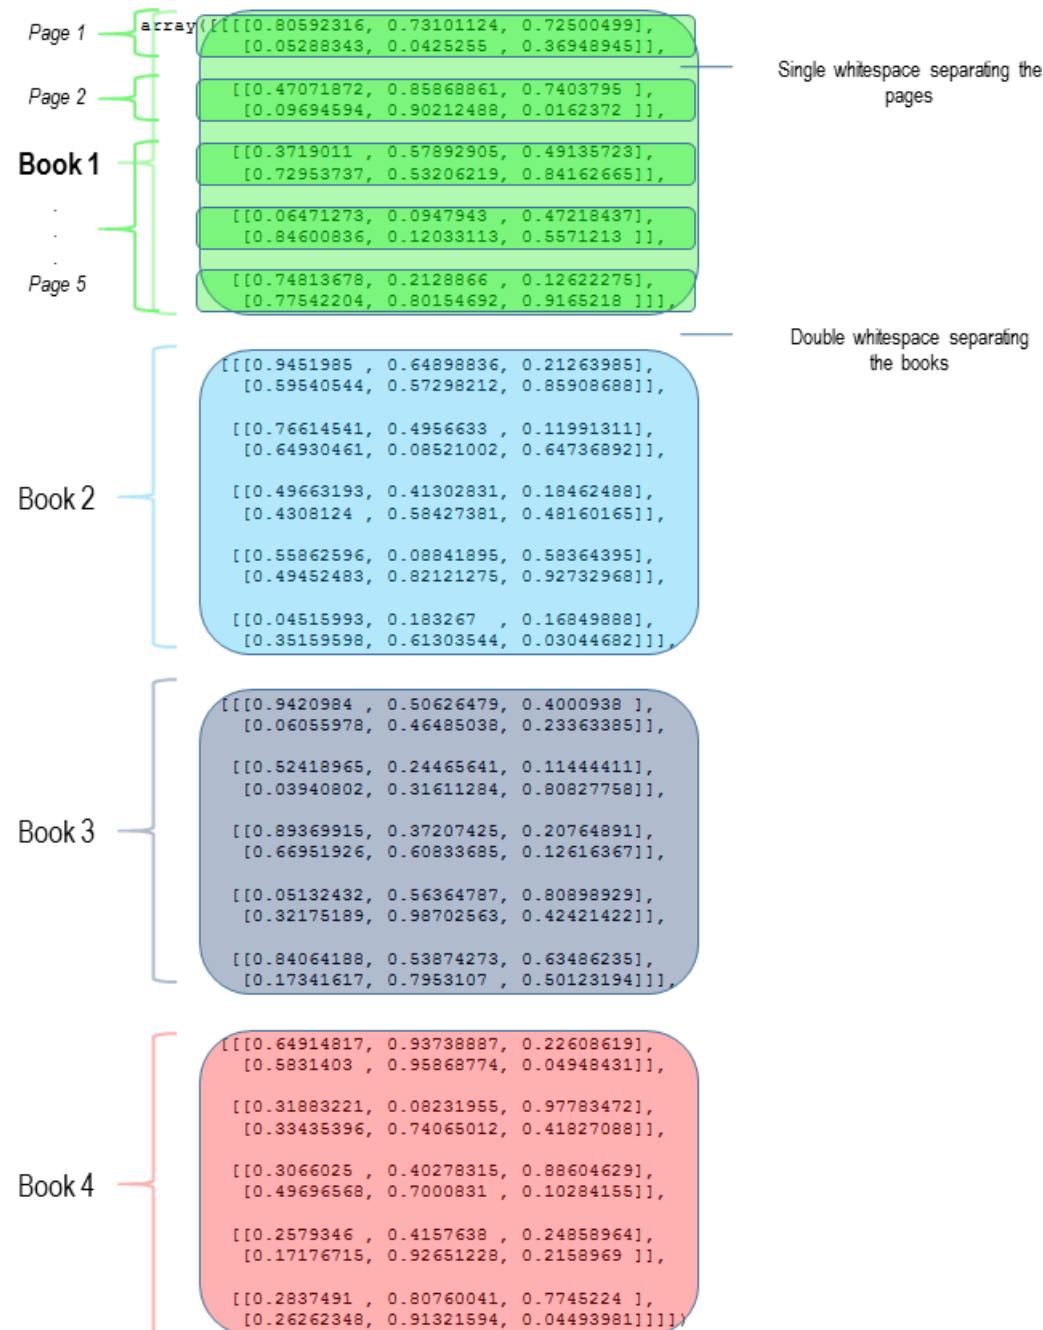 Page 1
array([[[[0.80592316, 0.73101124, 0.72500499],
[0.05288343, 0.0425255 , 0.36948945]],
Single whitespace separating the
pages
Page 2
[[0.47071872, 0.85868861, 0.7403795 ],
[0.09694594, 0.90212488, 0.0162372 ]],
Book 1
[[0.3719011 , 0.57892905, 0.49135723],
[0.72953737, 0.53206219, 0.84162665]],
.
.
.
[[0.06471273, 0.0947943 , 0.47218437],
[0.84600836, 0.12033113, 0.5571213 ]],
Page 5
[[0.74813678, 0.2128866 , 0.12622275],
[0.77542204, 0.80154692, 0.9165218 ]]],
Double whitespace separating
the books
[[[0.9451985 , 0.64898836, 0.21263985],
[0.59540544, 0.57298212, 0.85908688]],
[[0.76614541, 0.4956633 , 0.11991311],
[0.64930461, 0.08521002, 0.64736892]],
Book 2
[[0.49663193, 0.41302831, 0.18462488],
[0.4308124 , 0.58427381, 0.48160165]],
[[0.55862596, 0.08841895, 0.58364395],
[0.49452483, 0.82121275, 0.92732968]],
[[0.04515993, 0.183267  , 0.16849888],
[0.35159598, 0.61303544, 0.03044682]]],
[[[0.9420984 , 0.50626479, 0.4000938 ],
[0.06055978, 0.46485038, 0.23363385]],
[[0.52418965, 0.24465641, 0.11444411],
[0.03940802, 0.31611284, 0.80827758]],
Book 3
[[0.89369915, 0.37207425, 0.20764891],
[0.66951926, 0.60833685, 0.12616367]],
[[0.05132432, 0.56364787, 0.80898929],
[0.32175189, 0.98702563, 0.42421422]],
[[0.84064188, 0.53874273, 0.63486235],
[0.17341617, 0.7953107 , 0.50123194]]],
[[[0.64914817, 0.93738887, 0.22608619],
[0.5831403 , 0.95868774, 0.04948431]],
[[0.31883221, 0.08231955, 0.97783472],
[0.33435396, 0.74065012, 0.41827088]],
Book 4
[[0.3066025 , 0.40278315, 0.88604629],
[0.49696568, 0.7000831 , 0.10284155]],
[[0.2579346 , 0.4157638 , 0.24858964],
[0.17176715, 0.92651228, 0.2158969 ]],
[[0.2837491 , 0.80760041, 0.7745224 ],
[0.26262348, 0.91321594, 0.04493981]]]])